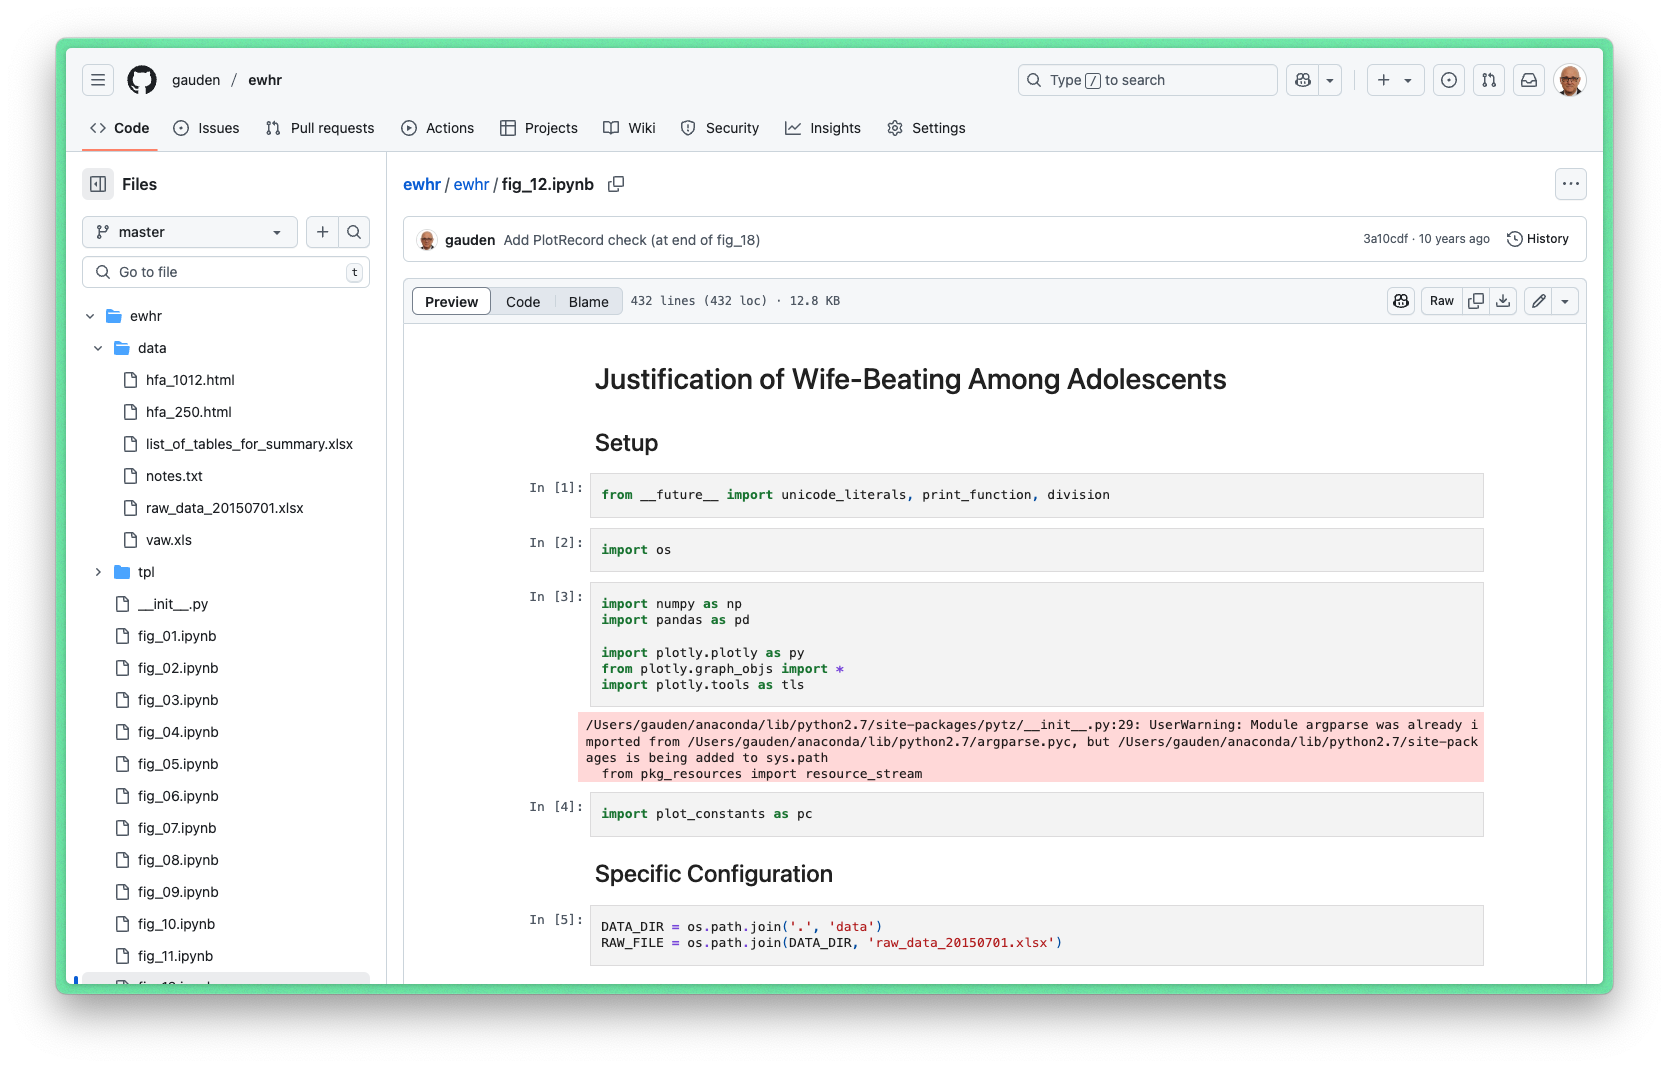 gauden / ewhr
Type / to search
Code
Issues
Pull requests
Actions
Projects
Wiki
Security
Insights
Settings
Files
master
Go to file
t
ewhr
data
hfa_1012.html
hfa_250.html
list_of_tables_for_summary.xlsx
notes.txt
raw_data_20150701.xlsx
vaw.xls
tpl
__init__.py
fig_01.ipynb
fig_02.ipynb
fig_03.ipynb
fig_04.ipynb
fig_05.ipynb
fig_06.ipynb
fig_07.ipynb
fig_08.ipynb
fig_09.ipynb
fig_10.ipynb
fig_11.ipynb
ewhr / ewhr / fig_12.ipynb
gauden Add PlotRecord check (at end of fig_18)
3a10cdf · 10 years ago
History
Preview
Code
Blame
432 lines (432 loc) · 12.8 KB
Raw
Justification of Wife-Beating Among Adolescents
Setup
In [1]:
from __future__ import unicode_literals, print_function, division
In [2]:
import os
In [3]:
import numpy as np
import pandas as pd
import plotly.plotly as py
from plotly.graph_objs import *
import plotly.tools as tls
/Users/gauden/anaconda/lib/python2.7/site-packages/pytz/__init__.py:29: UserWarning: Module argparse was already i
mported from /Users/gauden/anaconda/lib/python2.7/argparse.pyc, but /Users/gauden/anaconda/lib/python2.7/site-pack
ages is being added to sys.path
from pkg_resources import resource_stream
In [4]:
import plot_constants as pc
Specific Configuration
In [5]:
DATA_DIR = os.path.join('.', 'data')
RAW_FILE = os.path.join(DATA_DIR, 'raw_data_20150701.xlsx')